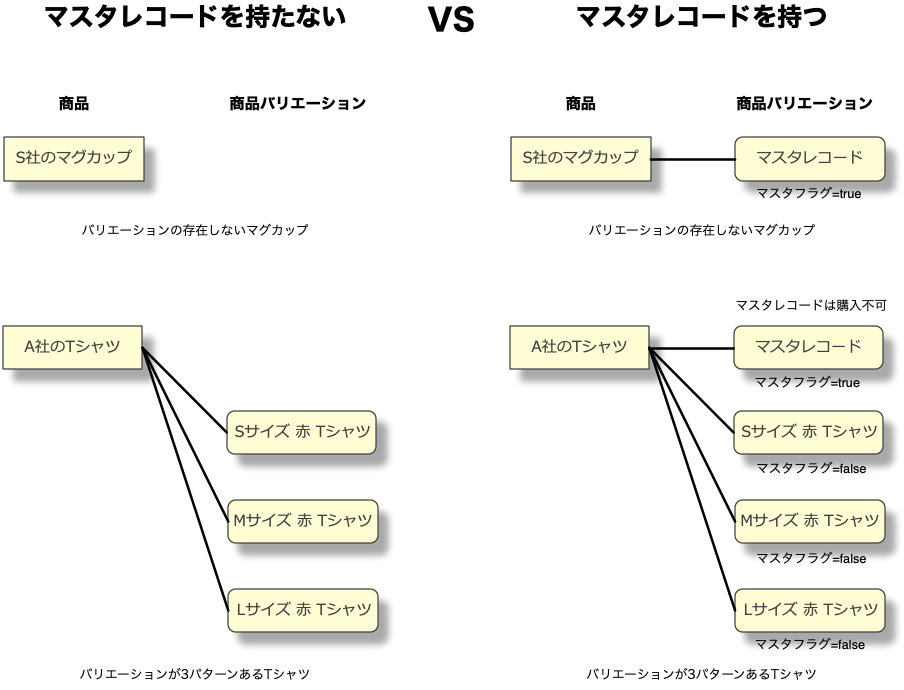 マスタレコードを持たない
VS
マスタレコードを持つ
商品
商品バリエーション
商品
商品バリエーション
S社のマグカップ
S社のマグカップ
マスタレコード
マスタフラグ=true
バリエーションの存在しないマグカップ
バリエーションの存在しないマグカップ
マスタレコードは購入不可
A社のTシャツ
A社のTシャツ
マスタレコード
マスタフラグ=true
Sサイズ 赤 Tシャツ
Sサイズ 赤 Tシャツ
マスタフラグ=false
Mサイズ 赤 Tシャツ
Mサイズ 赤 Tシャツ
マスタフラグ=false
Lサイズ 赤 Tシャツ
Lサイズ 赤 Tシャツ
マスタフラグ=false
バリエーションが3パターンあるTシャツ
バリエーションが3パターンあるTシャツ